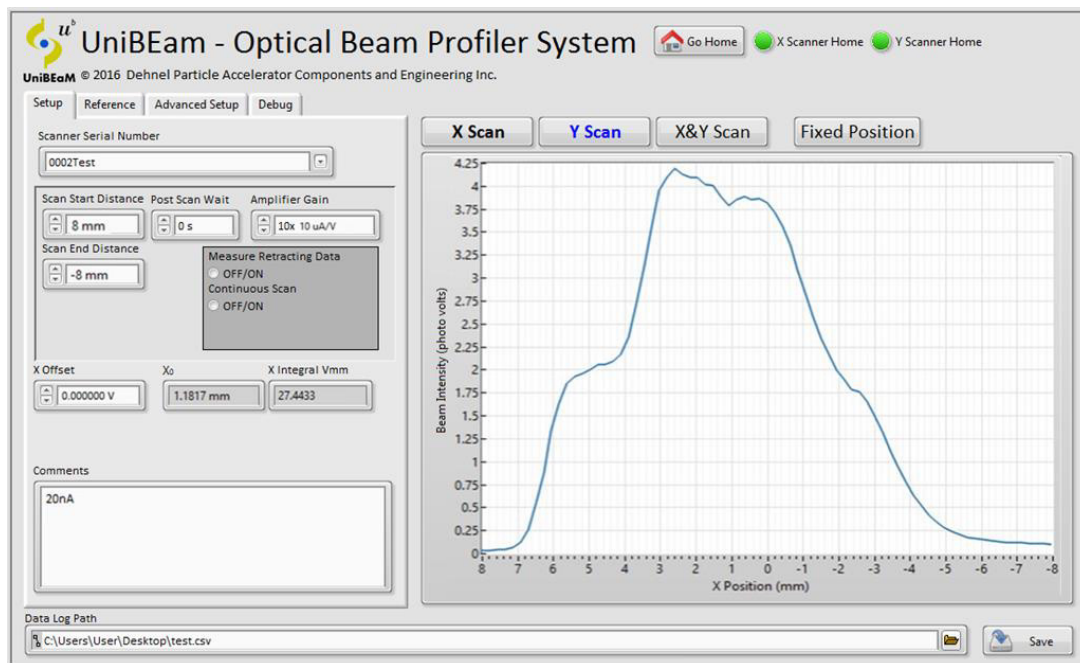 u^b
UniBEaM
UniBEam - Optical Beam Profiler System
Go Home
X Scanner Home
Y Scanner Home
© 2016 Dehnel Particle Accelerator Components and Engineering Inc.
Setup
Reference
Advanced Setup
Debug
Scanner Serial Number
0002Test
Scan Start Distance
Post Scan Wait
Amplifier Gain
8 mm
0 s
10x 10 uA/V
Scan End Distance
-8 mm
Measure Retracting Data
OFF/ON
Continuous Scan
OFF/ON
X Offset
X₀
X Integral Vmm
0.000000 V
1.1817 mm
27.4433
Comments
20nA
X Scan
Y Scan
X&Y Scan
Fixed Position
Beam Intensity (photo volts)
4.25
4
3.75
3.5
3.25
3
2.75
2.5
2.25
2
1.75
1.5
1.25
1
0.75
0.5
0.25
0
8 7 6 5 4 3 2 1 0 -1 -2 -3 -4 -5 -6 -7 -8
X Position (mm)
Data Log Path
C:\Users\User\Desktop\test.csv
Save